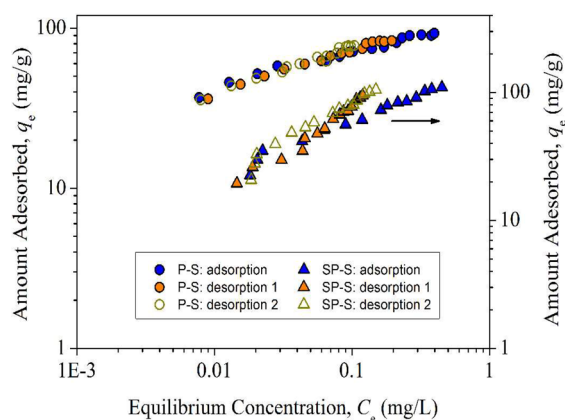 100
10
1
100
10
1
1E-3
0.01
0.1
1
Amount Adesorbed, qe (mg/g)
Amount Adesorbed, qe (mg/g)
P-S: adsorption
P-S: desorption 1
P-S: desorption 2
SP-S: adsorption
SP-S: desorption 1
SP-S: desorption 2
Equilibrium Concentration, Ce (mg/L)